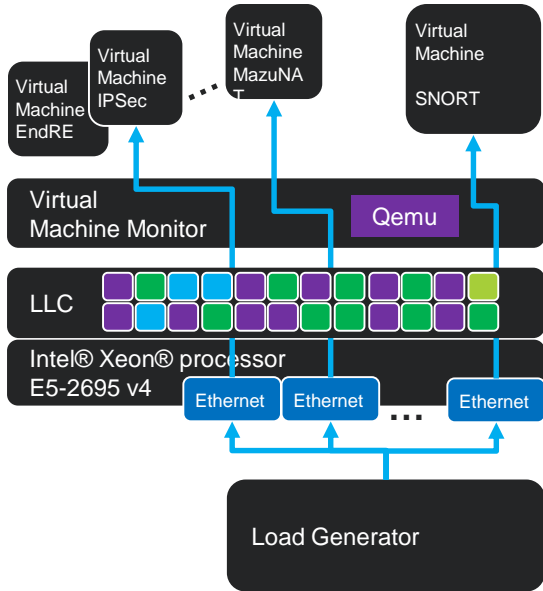 Virtual
Machine
EndRE
Virtual
Machine
IPSec
.....
Virtual
Machine
MazuNA
T
Virtual
Machine
SNORT
Virtual
Machine Monitor
Qemu
LLC
Intel® Xeon® processor
E5-2695 v4
Ethernet
Ethernet
...
Ethernet
Load Generator